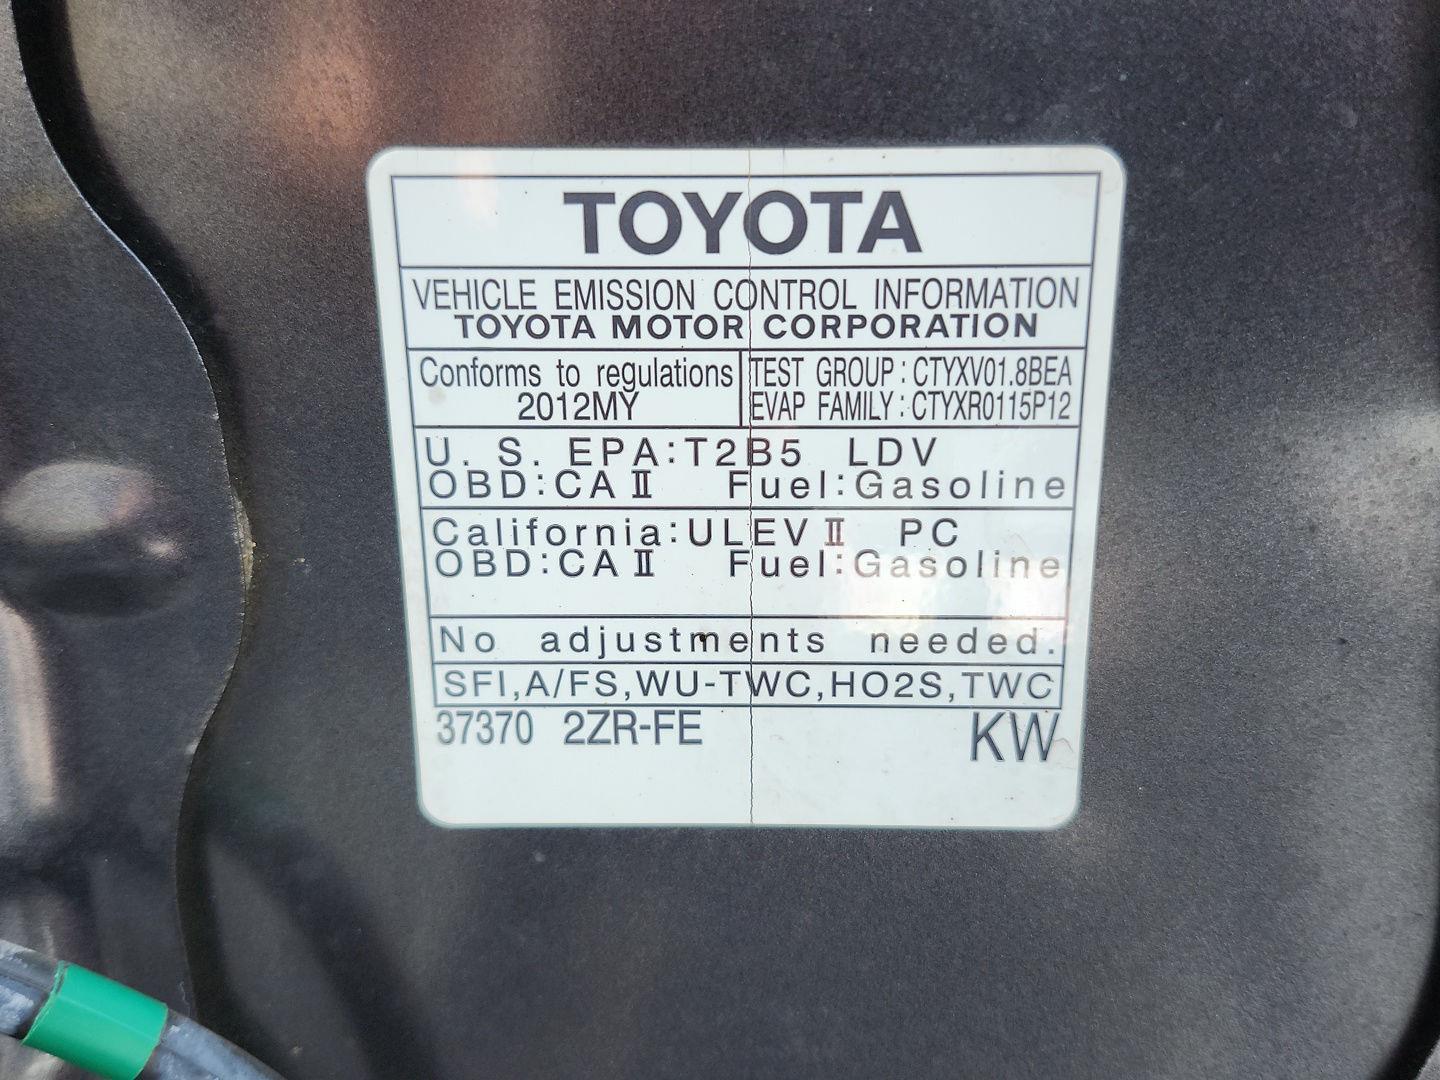 TOYOTA
VEHICLE EMISSION CONTROL INFORMATION
TOYOTA MOTOR CORPORATION
Conforms to regulations
2012MY
TEST GROUP : CTYXV01.8BEA
EVAP FAMILY : CTYXR0115P12
U. S. EPA:T2B5 LDV
OBD:CAⅡ Fuel:Gasoline
California:ULEVⅡ PC
OBD:CAⅡ Fuel:Gasoline
No adjustments needed.
SFI,A/FS,WU-TWC,HO2S,TWC
37370 2ZR-FE KW